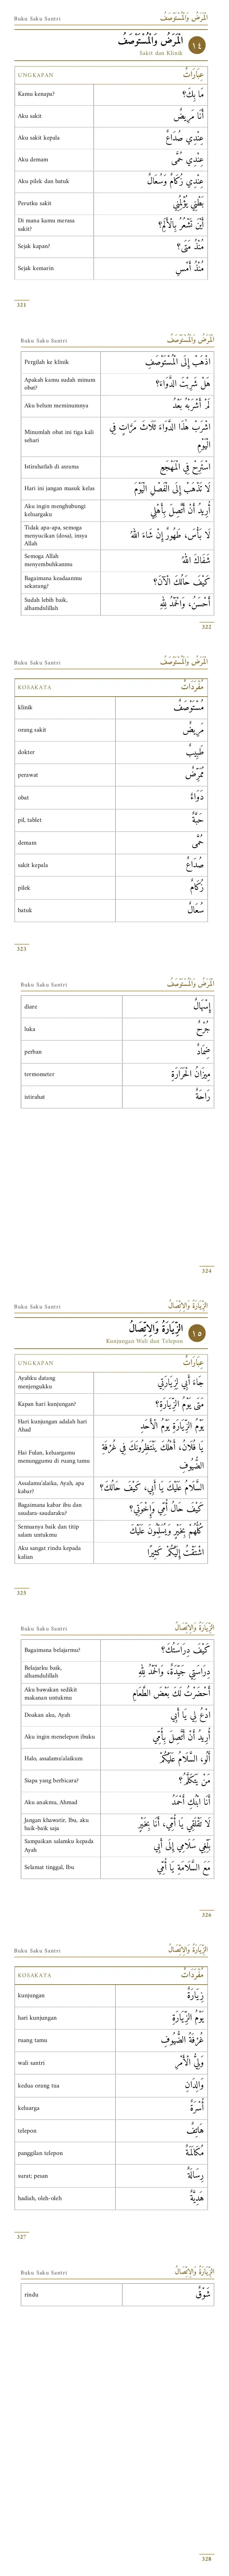 Buku Saku Santri
الْمَرَضُ وَالْمُسْتَوْصَفُ
١٤
الْمَرَضُ وَالْمُسْتَوْصَفُ
Sakit dan Klinik
UNGKAPAN
عِبَارَاتٌ
Kamu kenapa?
مَا بِكَ؟
Aku sakit
أَنَا مَرِيضٌ
Aku sakit kepala
عِنْدِي صُدَاعٌ
Aku demam
عِنْدِي حُمَّى
Aku pilek dan batuk
عِنْدِي زُكَامٌ وَسُعَالٌ
Perutku sakit
بَطْنِي يُؤْلِمُنِي
Di mana kamu merasa
sakit?
أَيْنَ تَشْعُرُ بِالْأَلَمِ؟
Sejak kapan?
مُنْذُ مَتَى؟
Sejak kemarin
مُنْذُ أَمْسِ
321
Buku Saku Santri
الْمَرَضُ وَالْمُسْتَوْصَفُ
Pergilah ke klinik
اذْهَبْ إِلَى الْمُسْتَوْصَفِ
Apakah kamu sudah minum
obat?
هَلْ شَرِبْتَ الدَّوَاءَ؟
Aku belum meminumnya
لَمْ أَشْرَبْهُ بَعْدُ
Minumlah obat ini tiga kali
sehari
اشْرَبْ هٰذَا الدَّوَاءَ ثَلَاثَ مَرَّاتٍ فِي
الْيَوْمِ
Istirahatlah di asrama
اسْتَرِحْ فِي الْمَهْجَعِ
Hari ini jangan masuk kelas
لَا تَذْهَبْ إِلَى الْفَصْلِ الْيَوْمَ
Aku ingin menghubungi
keluargaku
أُرِيدُ أَنْ أَتَّصِلَ بِأَهْلِي
Tidak apa-apa, semoga
menyucikan (dosa), insya
Allah
لَا بَأْسَ، طَهُورٌ إِنْ شَاءَ اللهُ
Semoga Allah
menyembuhkanmu
شَفَاكَ اللهُ
Bagaimana keadaanmu
sekarang?
كَيْفَ حَالُكَ الْآنَ؟
Sudah lebih baik,
alhamdulillah
أَحْسَنُ، وَالْحَمْدُ لِلّٰهِ
322
Buku Saku Santri
الْمَرَضُ وَالْمُسْتَوْصَفُ
KOSAKATA
مُفْرَدَاتٌ
klinik
مُسْتَوْصَفٌ
orang sakit
مَرِيضٌ
dokter
طَبِيبٌ
perawat
مُمَرِّضٌ
obat
دَوَاءٌ
pil, tablet
حَبَّةٌ
demam
حُمَّى
sakit kepala
صُدَاعٌ
pilek
زُكَامٌ
batuk
سُعَالٌ
323
Buku Saku Santri
الْمَرَضُ وَالْمُسْتَوْصَفُ
diare
إِسْهَالٌ
luka
جُرْحٌ
perban
ضِمَادٌ
termometer
مِيزَانُ الْحَرَارَةِ
istirahat
رَاحَةٌ
324
Buku Saku Santri
الزِّيَارَةُ وَالِاتِّصَالُ
١٥
الزِّيَارَةُ وَالِاتِّصَالُ
Kunjungan Wali dan Telepon
UNGKAPAN
عِبَارَاتٌ
Ayahku datang
menjengukku
جَاءَ أَبِي لِزِيَارَتِي
Kapan hari kunjungan?
مَتَى يَوْمُ الزِّيَارَةِ؟
Hari kunjungan adalah hari
Ahad
يَوْمُ الزِّيَارَةِ يَوْمُ الْأَحَدِ
Hai Fulan, keluargamu
menunggumu di ruang tamu
يَا فُلَانُ، أَهْلُكَ يَنْتَظِرُونَكَ فِي غُرْفَةِ
الضُّيُوفِ
Assalamu'alaika, Ayah, apa
kabar?
السَّلَامُ عَلَيْكَ يَا أَبِي، كَيْفَ حَالُكَ؟
Bagaimana kabar ibu dan
saudara-saudaraku?
كَيْفَ حَالُ أُمِّي وَإِخْوَتِي؟
Semuanya baik dan titip
salam untukmu
كُلُّهُمْ بِخَيْرٍ وَيُسَلِّمُونَ عَلَيْكَ
Aku sangat rindu kepada
kalian
اشْتَقْتُ إِلَيْكُمْ كَثِيرًا
325
Buku Saku Santri
الزِّيَارَةُ وَالِاتِّصَالُ
Bagaimana belajarmu?
كَيْفَ دِرَاسَتُكَ؟
Belajarku baik,
alhamdulillah
دِرَاسَتِي جَيِّدَةٌ، وَالْحَمْدُ لِلّٰهِ
Aku bawakan sedikit
makanan untukmu
أَحْضَرْتُ لَكَ بَعْضَ الطَّعَامِ
Doakan aku, Ayah
ادْعُ لِي يَا أَبِي
Aku ingin menelepon ibuku
أُرِيدُ أَنْ أَتَّصِلَ بِأُمِّي
Halo, assalamu'alaikum
أَلُو، السَّلَامُ عَلَيْكُمْ
Siapa yang berbicara?
مَنْ يَتَكَلَّمُ؟
Aku anakmu, Ahmad
أَنَا ابْنُكِ أَحْمَدُ
Jangan khawatir, Ibu, aku
baik-baik saja
لَا تَقْلَقِي يَا أُمِّي، أَنَا بِخَيْرٍ
Sampaikan salamku kepada
Ayah
بَلِّغِي سَلَامِي إِلَى أَبِي
Selamat tinggal, Ibu
مَعَ السَّلَامَةِ يَا أُمِّي
326
Buku Saku Santri
الزِّيَارَةُ وَالِاتِّصَالُ
KOSAKATA
مُفْرَدَاتٌ
kunjungan
زِيَارَةٌ
hari kunjungan
يَوْمُ الزِّيَارَةِ
ruang tamu
غُرْفَةُ الضُّيُوفِ
wali santri
وَلِيُّ الْأَمْرِ
kedua orang tua
وَالِدَانِ
keluarga
أُسْرَةٌ
telepon
هَاتِفٌ
panggilan telepon
مُكَالَمَةٌ
surat; pesan
رِسَالَةٌ
hadiah, oleh-oleh
هَدِيَّةٌ
327
Buku Saku Santri
الزِّيَارَةُ وَالِاتِّصَالُ
rindu
شَوْقٌ
328